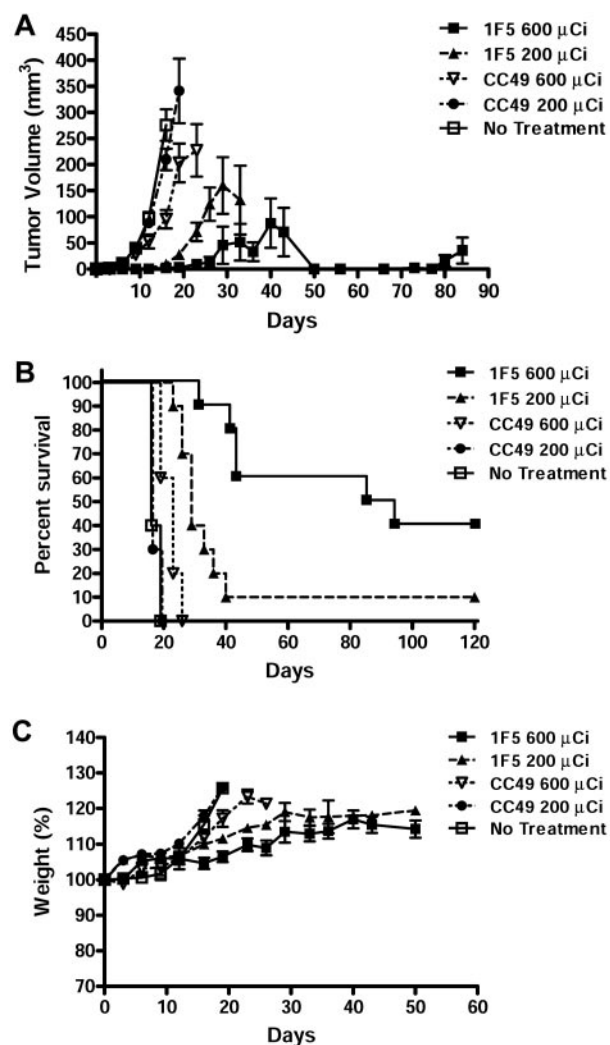 A
Tumor Volume (mm³)
450
400
350
300
250
200
150
100
50
0
0 10 20 30 40 50 60 70 80 90
Days
1F5 600 μCi
1F5 200 μCi
CC49 600 μCi
CC49 200 μCi
No Treatment
B
Percent survival
100
90
80
70
60
50
40
30
20
10
0
0 20 40 60 80 100 120
Days
1F5 600 μCi
1F5 200 μCi
CC49 600 μCi
CC49 200 μCi
No Treatment
C
Weight (%)
140
130
120
110
100
90
80
70
0 10 20 30 40 50 60
Days
1F5 600 μCi
1F5 200 μCi
CC49 600 μCi
CC49 200 μCi
No Treatment